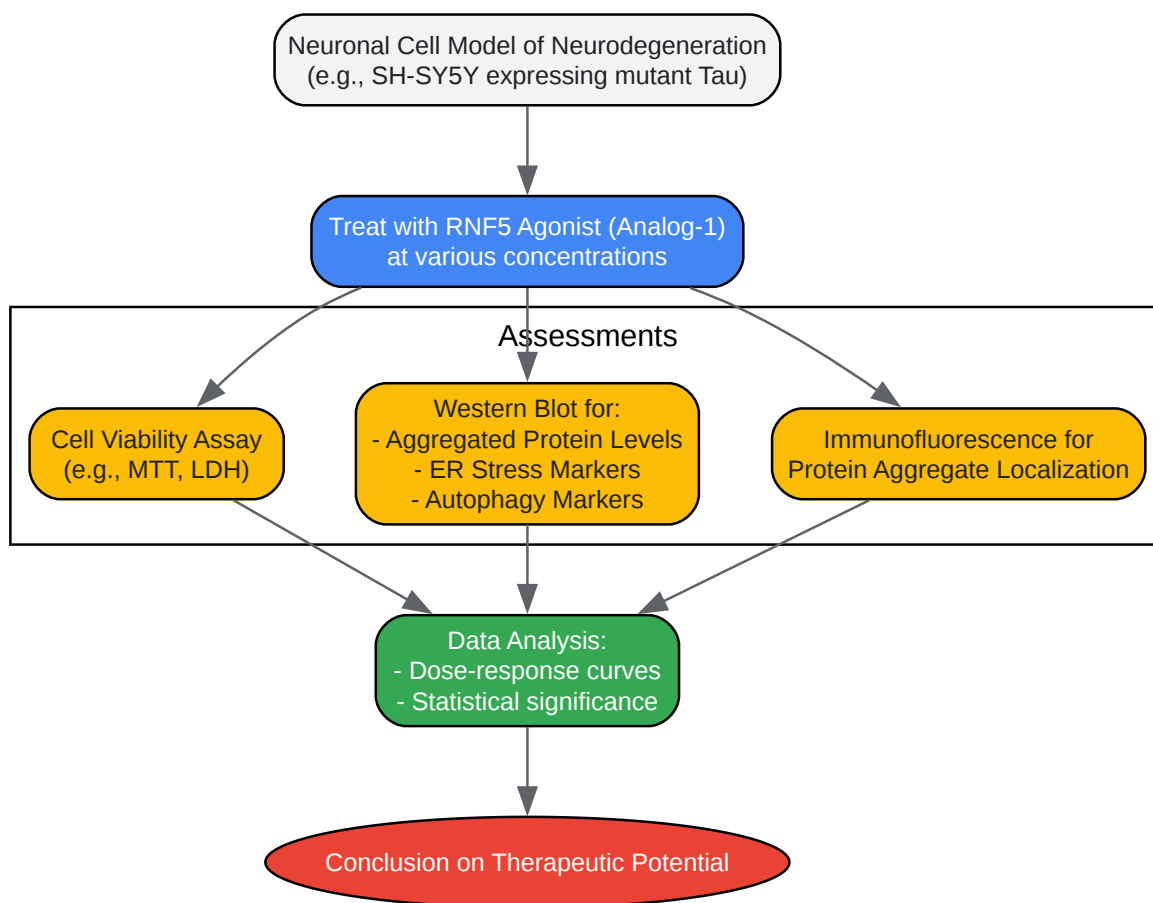 Neuronal Cell Model of Neurodegeneration
(e.g., SH-SY5Y expressing mutant Tau)
Treat with RNF5 Agonist (Analog-1)
at various concentrations
Assessments
Cell Viability Assay
(e.g., MTT, LDH)
Western Blot for:
- Aggregated Protein Levels
- ER Stress Markers
- Autophagy Markers
Immunofluorescence for
Protein Aggregate Localization
Data Analysis:
- Dose-response curves
- Statistical significance
Conclusion on Therapeutic Potential